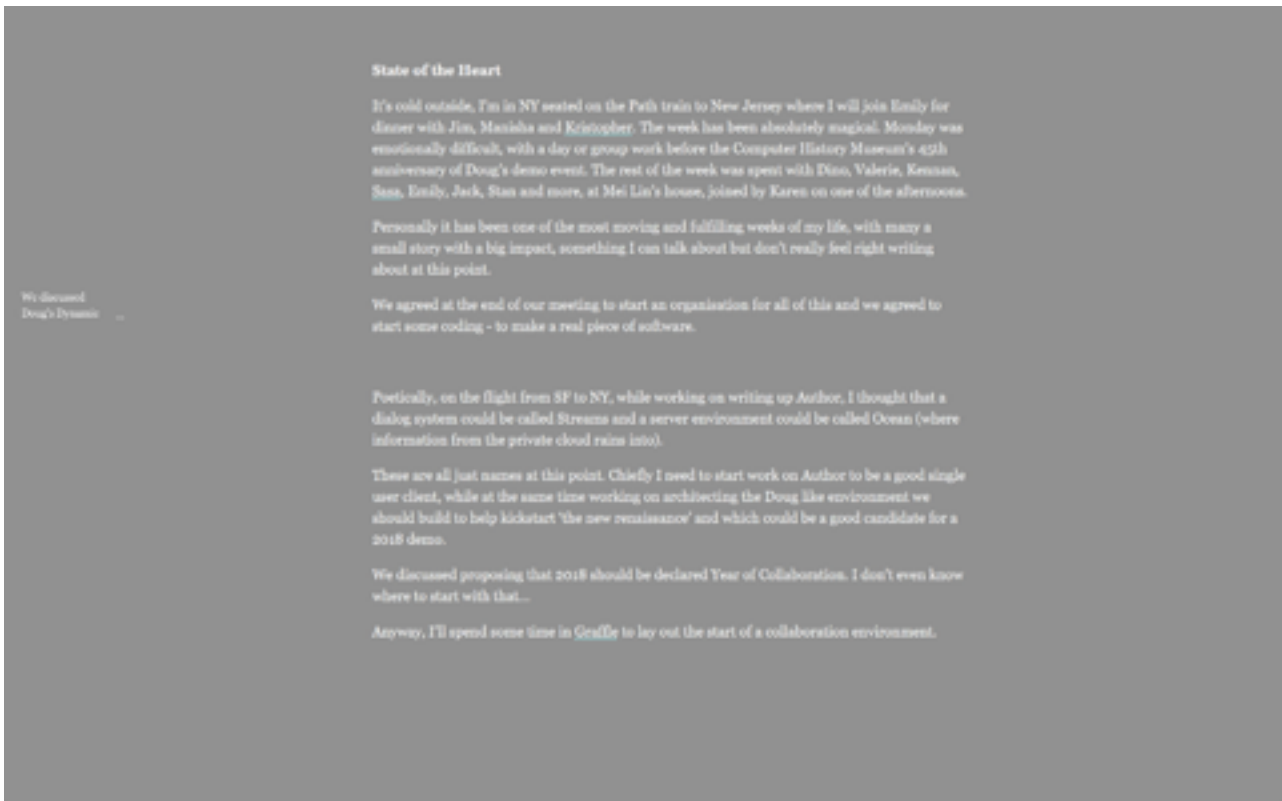 State of the Heart
It's cold outside, I'm in NY seated on the Path train to New Jersey where I will join Emily for
dinner with Jim, Manisha and Kristopher. The week has been absolutely magical. Monday was
emotionally difficult, with a day or group work before the Computer History Museum's 45th
anniversary of Doug's demo event. The rest of the week was spent with Dino, Valerie, Kennan,
Sasa, Emily, Jack, Stan and more, at Mei Lin's house, joined by Karen on one of the afternoons.
Personally it has been one of the most moving and fulfilling weeks of my life, with many a
small story with a big impact, something I can talk about but don't really feel right writing
about at this point.
We discussed
Doug's Dynamic ...
We agreed at the end of our meeting to start an organisation for all of this and we agreed to
start some coding - to make a real piece of software.
Poetically, on the flight from SF to NY, while working on writing up Author, I thought that a
dialog system could be called Streams and a server environment could be called Ocean (where
information from the private cloud rains into).
These are all just names at this point. Chiefly I need to start work on Author to be a good single
user client, while at the same time working on architecting the Doug like environment we
should build to help kickstart 'the new renaissance' and which could be a good candidate for a
2018 demo.
We discussed proposing that 2018 should be declared Year of Collaboration. I don't even know
where to start with that...
Anyway, I'll spend some time in Graffle to lay out the start of a collaboration environment.